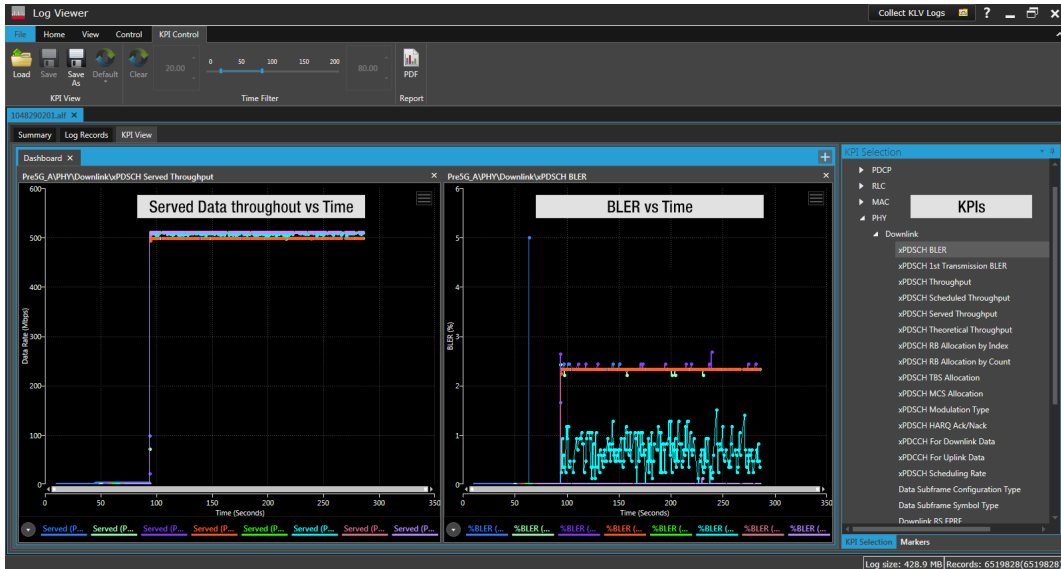 Log Viewer
Collect KLV Logs
?
File Home View Control KPI Control
Load Save Save As Default Clear
20.00
0 50 100 150 200
80.00
PDF
KPI View Time Filter Report
1048290201.alf
Summary Log Records KPI View
Dashboard
Pre5G_A\PHY\Downlink\xPDSCH Served Throughput
Served Data throughout vs Time
600
500
400
300
200
100
0
Data Rate (Mbps)
0 50 100 150 200 250 300 350
Time (Seconds)
Served (P... Served (P... Served (P... Served (P... Served (P... Served (P... Served (P... Served (P...
Pre5G_A\PHY\Downlink\xPDSCH BLER
BLER vs Time
6
5
4
3
2
1
0
BLER (%)
0 50 100 150 200 250 300 350
Time (Seconds)
%BLER (... %BLER (... %BLER (... %BLER (... %BLER (... %BLER (... %BLER (... %BLER (...
KPI Selection
KPIs
PDCP
RLC
MAC
PHY
Downlink
xPDSCH BLER
xPDSCH 1st Transmission BLER
xPDSCH Throughput
xPDSCH Scheduled Throughput
xPDSCH Served Throughput
xPDSCH Theoretical Throughput
xPDSCH RB Allocation by Index
xPDSCH RB Allocation by Count
xPDSCH TBS Allocation
xPDSCH MCS Allocation
xPDSCH Modulation Type
xPDSCH HARQ Ack/Nack
xPDCCH For Downlink Data
xPDCCH For Uplink Data
xPDSCH Scheduling Rate
Data Subframe Configuration Type
Data Subframe Symbol Type
Downlink RS EPRE
KPI Selection Markers
Log size: 428.9 MB Records: 6519828(6519828)